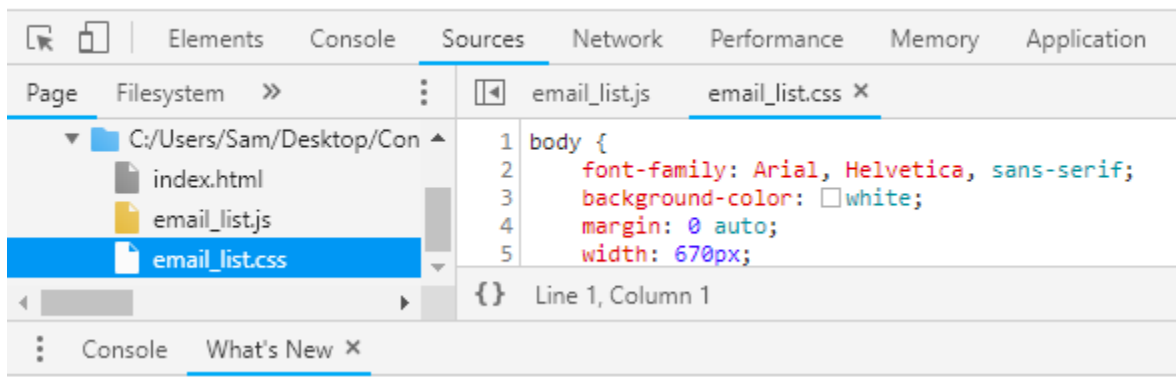 Elements Console Sources Network Performance Memory Application
Page Filesystem »
email_list.js email_list.css ×
C:/Users/Sam/Desktop/Con
index.html
email_list.js
email_list.css
1 body {
2 font-family: Arial, Helvetica, sans-serif;
3 background-color: white;
4 margin: 0 auto;
5 width: 670px;
{} Line 1, Column 1
Console What's New ×